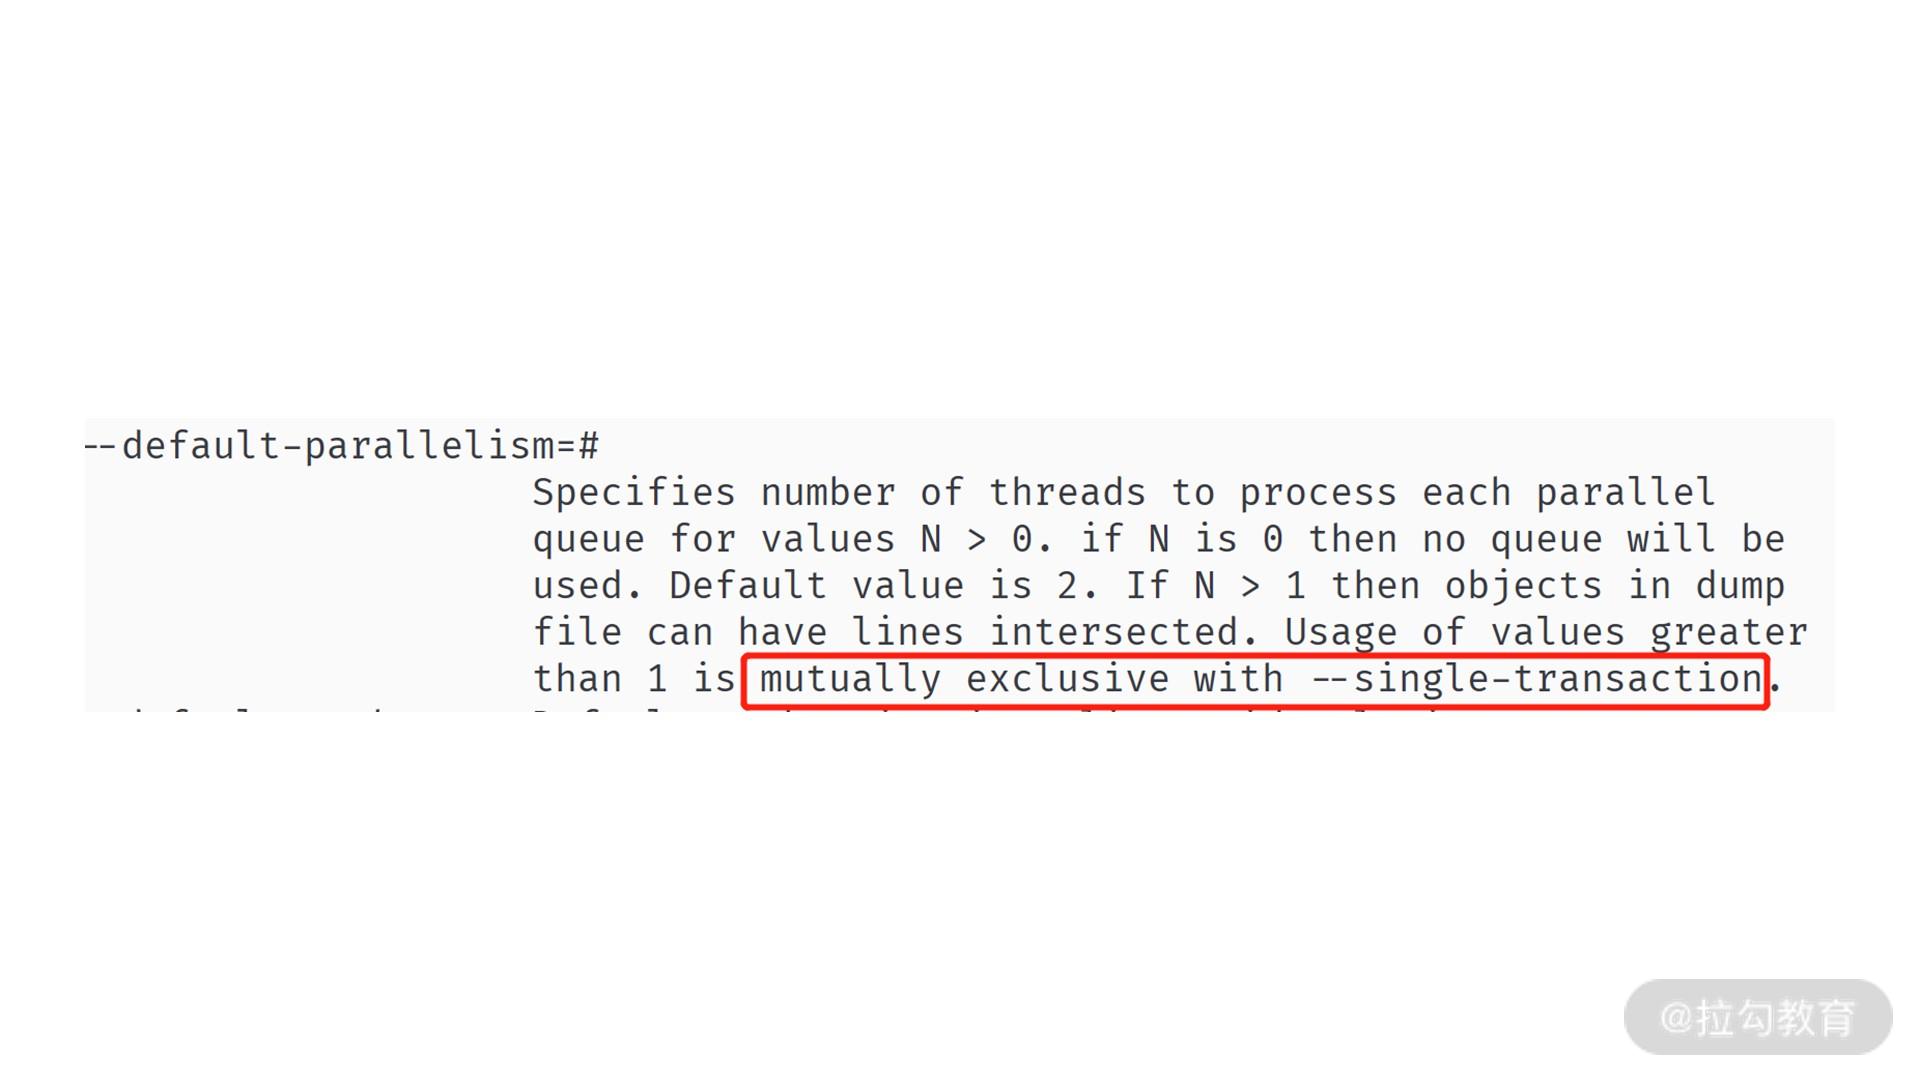 --default-parallelism=#
Specifies number of threads to process each parallel
queue for values N > 0. if N is 0 then no queue will be
used. Default value is 2. If N > 1 then objects in dump
file can have lines intersected. Usage of values greater
than 1 is mutually exclusive with --single-transaction.
@拉勾教育